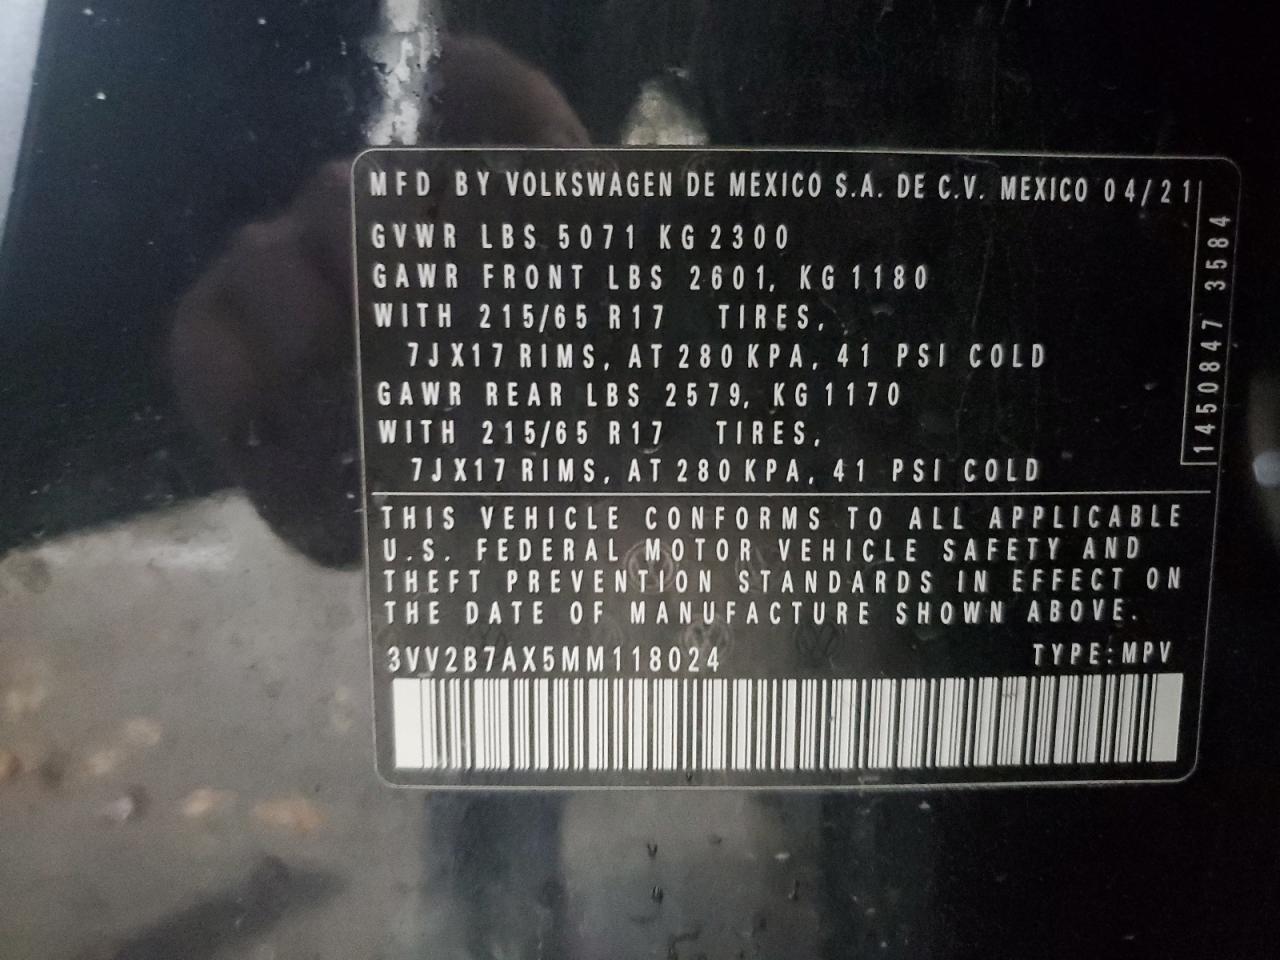 MFD BY VOLKSWAGEN DE MEXICO S.A. DE C.V. MEXICO 04/21
GVWR LBS 5071 KG 2300
GAWR FRONT LBS 2601, KG 1180
WITH 215/65 R17 TIRES,
7JX17 RIMS, AT 280 KPA, 41 PSI COLD
GAWR REAR LBS 2579, KG 1170
WITH 215/65 R17 TIRES,
7JX17 RIMS, AT 280 KPA, 41 PSI COLD
1450847 3584
THIS VEHICLE CONFORMS TO ALL APPLICABLE
U.S. FEDERAL MOTOR VEHICLE SAFETY AND
THEFT PREVENTION STANDARDS IN EFFECT ON
THE DATE OF MANUFACTURE SHOWN ABOVE.
3VV2B7AX5MM118024 TYPE: MPV